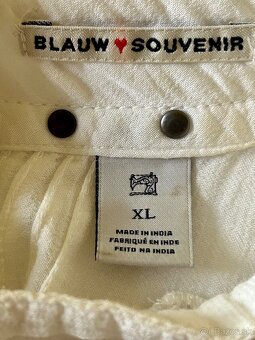 BLAUW ♥ SOUVENIR
XL
MADE IN INDIA
FABRIQUÉ EN INDE
FEITO NA INDIA